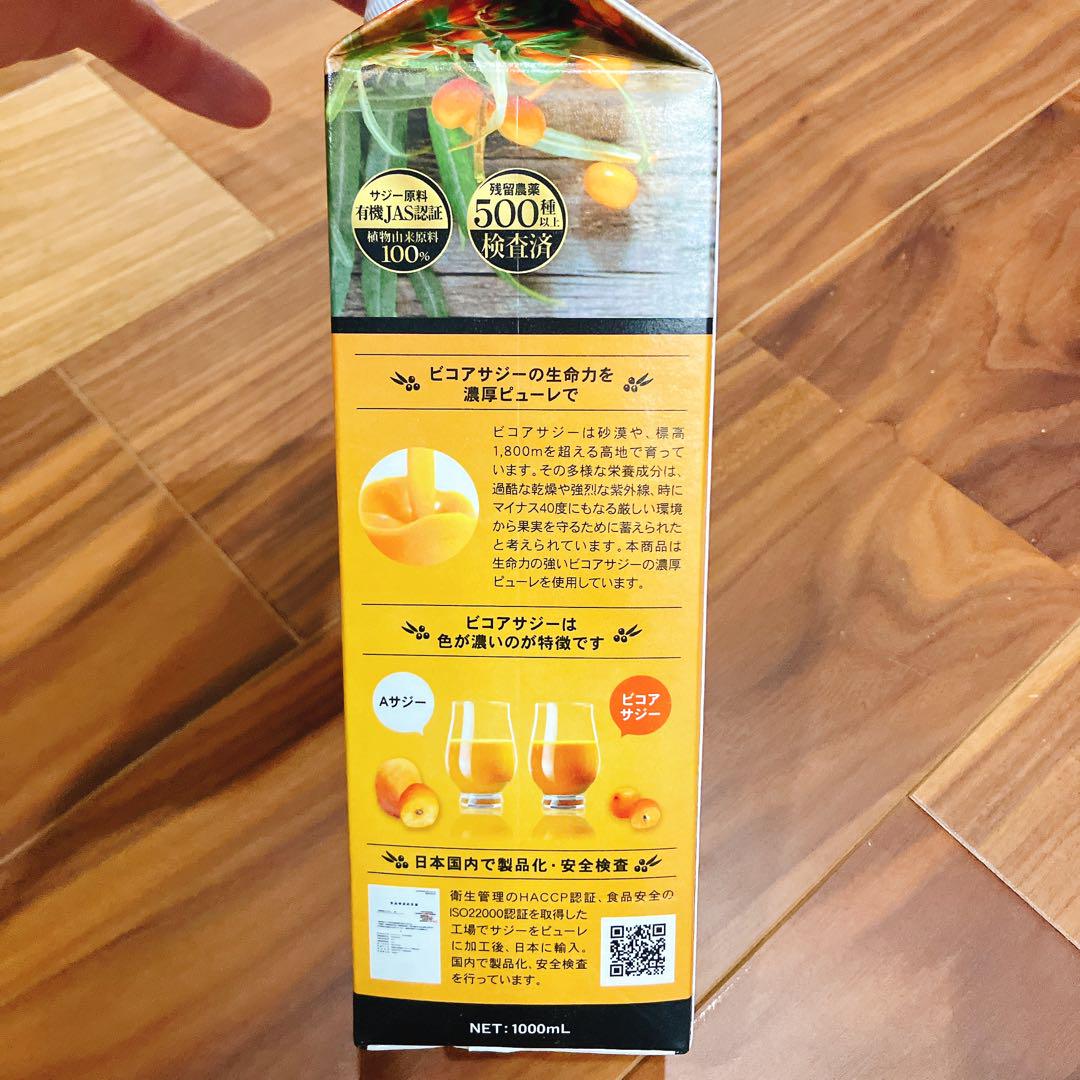 サジー原料
有機JAS認証
植物由来原料
100%
残留農薬
500種以上
検査済
ビコアサジーの生命力を
濃厚ピューレで
ビコアサジーは砂漠や、標高
1,800mを超える高地で育って
います。その多様な栄養成分は、
過酷な乾燥や強烈な紫外線、時に
マイナス40度にもなる厳しい環境
から果実を守るために蓄えられた
と考えられています。本商品は
生命力の強いビコアサジーの濃厚
ピューレを使用しています。
ビコアサジーは
色が濃いのが特徴です
Aサジー
ビコア
サジー
日本国内で製品化・安全検査
衛生管理のHACCP認証、食品安全の
ISO22000認証を取得した
工場でサジーをピューレ
に加工後、日本に輸入。
国内で製品化、安全検査
を行っています。
NET：1000mL